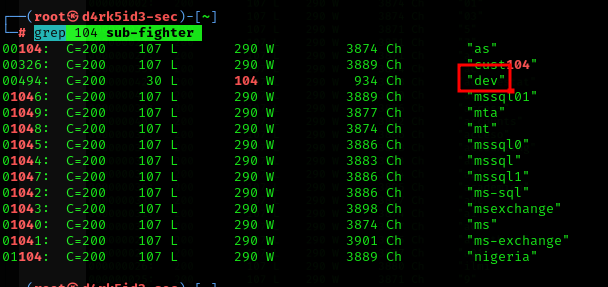 ┌──(root㉿d4rk5id3-sec)-[~]
└─# grep 104 sub-fighter
00104:  C=200    107 L      290 W     3874 Ch      "as"
00326:  C=200    107 L      290 W     3889 Ch      "cust104"
00494:  C=200     30 L      104 W      934 Ch      "dev"
01046:  C=200    107 L      290 W     3889 Ch      "mssql01"
01049:  C=200    107 L      290 W     3877 Ch      "mta"
01048:  C=200    107 L      290 W     3874 Ch      "mt"
01045:  C=200    107 L      290 W     3886 Ch      "mssql0"
01044:  C=200    107 L      290 W     3883 Ch      "mssql"
01047:  C=200    107 L      290 W     3886 Ch      "mssql1"
01042:  C=200    107 L      290 W     3886 Ch      "ms-sql"
01043:  C=200    107 L      290 W     3898 Ch      "msexchange"
01040:  C=200    107 L      290 W     3874 Ch      "ms"
01041:  C=200    107 L      290 W     3901 Ch      "ms-exchange"
01104:  C=200    107 L      290 W     3889 Ch      "nigeria"
┌──(root㉿d4rk5id3-sec)-[~]